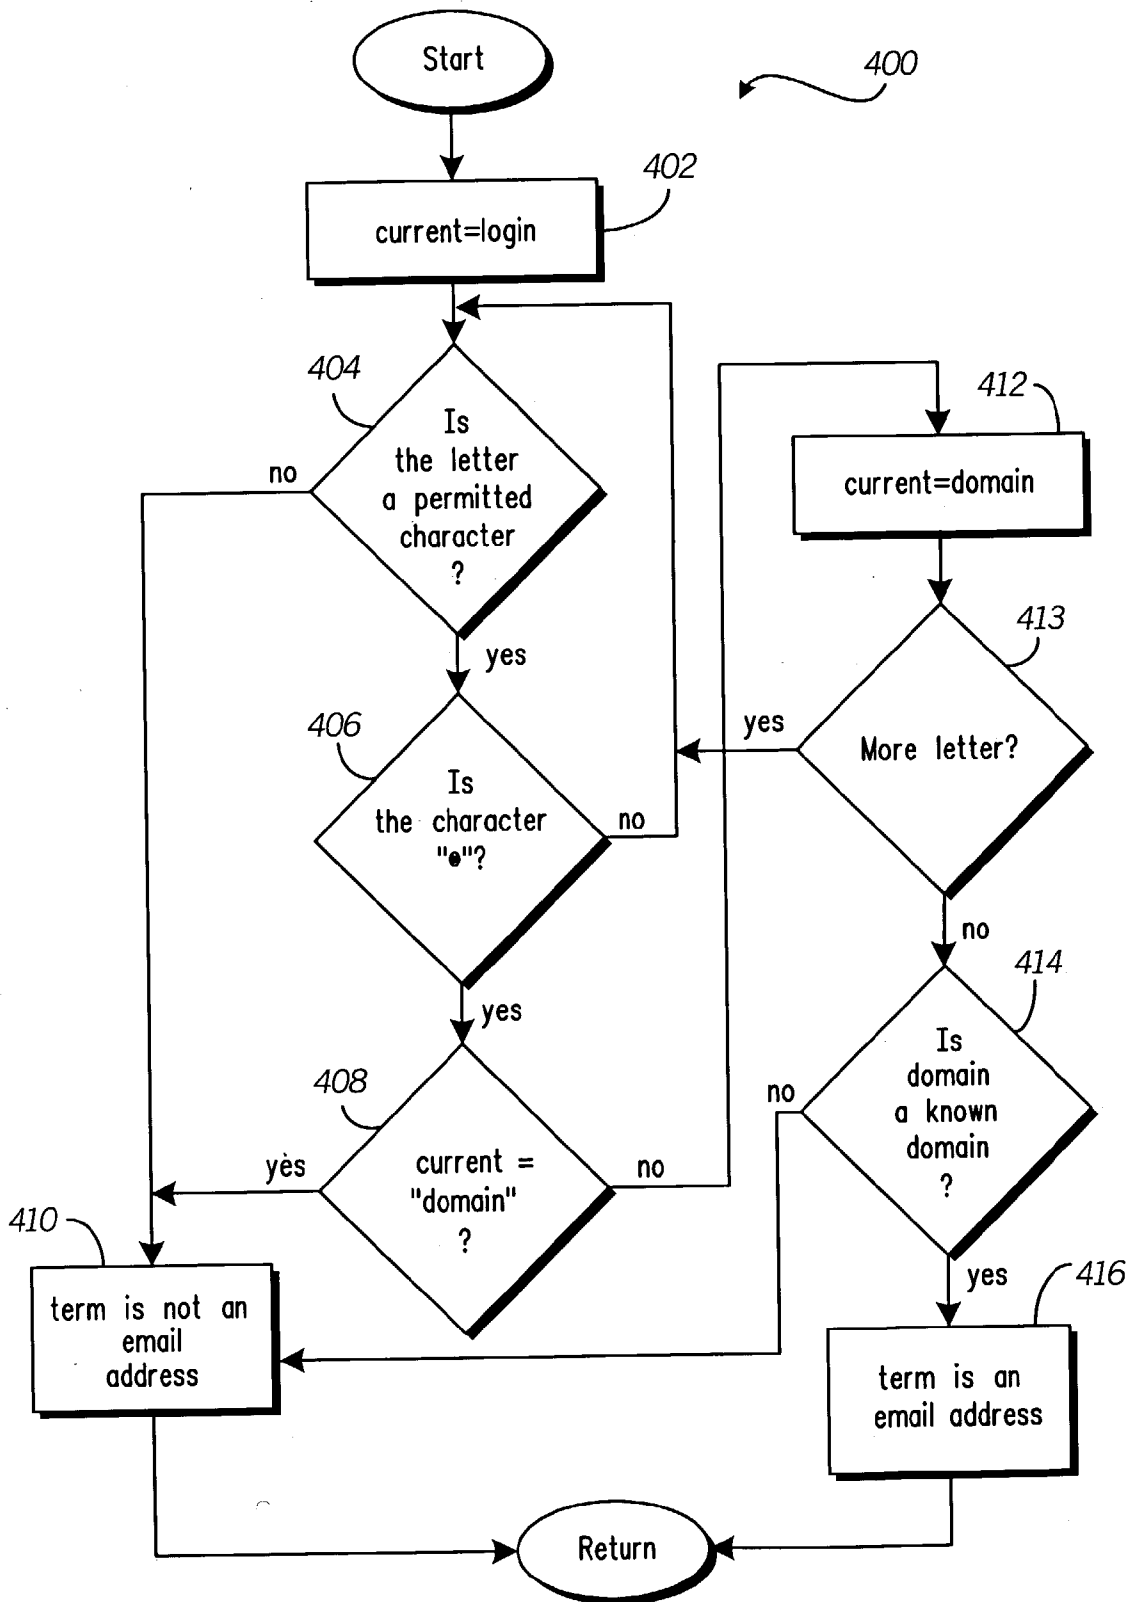 Start
400
402
current=login
404
Is
the letter
a permitted
character
?
no
yes
412
current=domain
413
More letter?
yes
no
406
Is
the character
"@"?
no
yes
408
current =
"domain"
?
yes
no
414
Is
domain
a known
domain
?
no
yes
410
term is not an
email
address
416
term is an
email address
Return